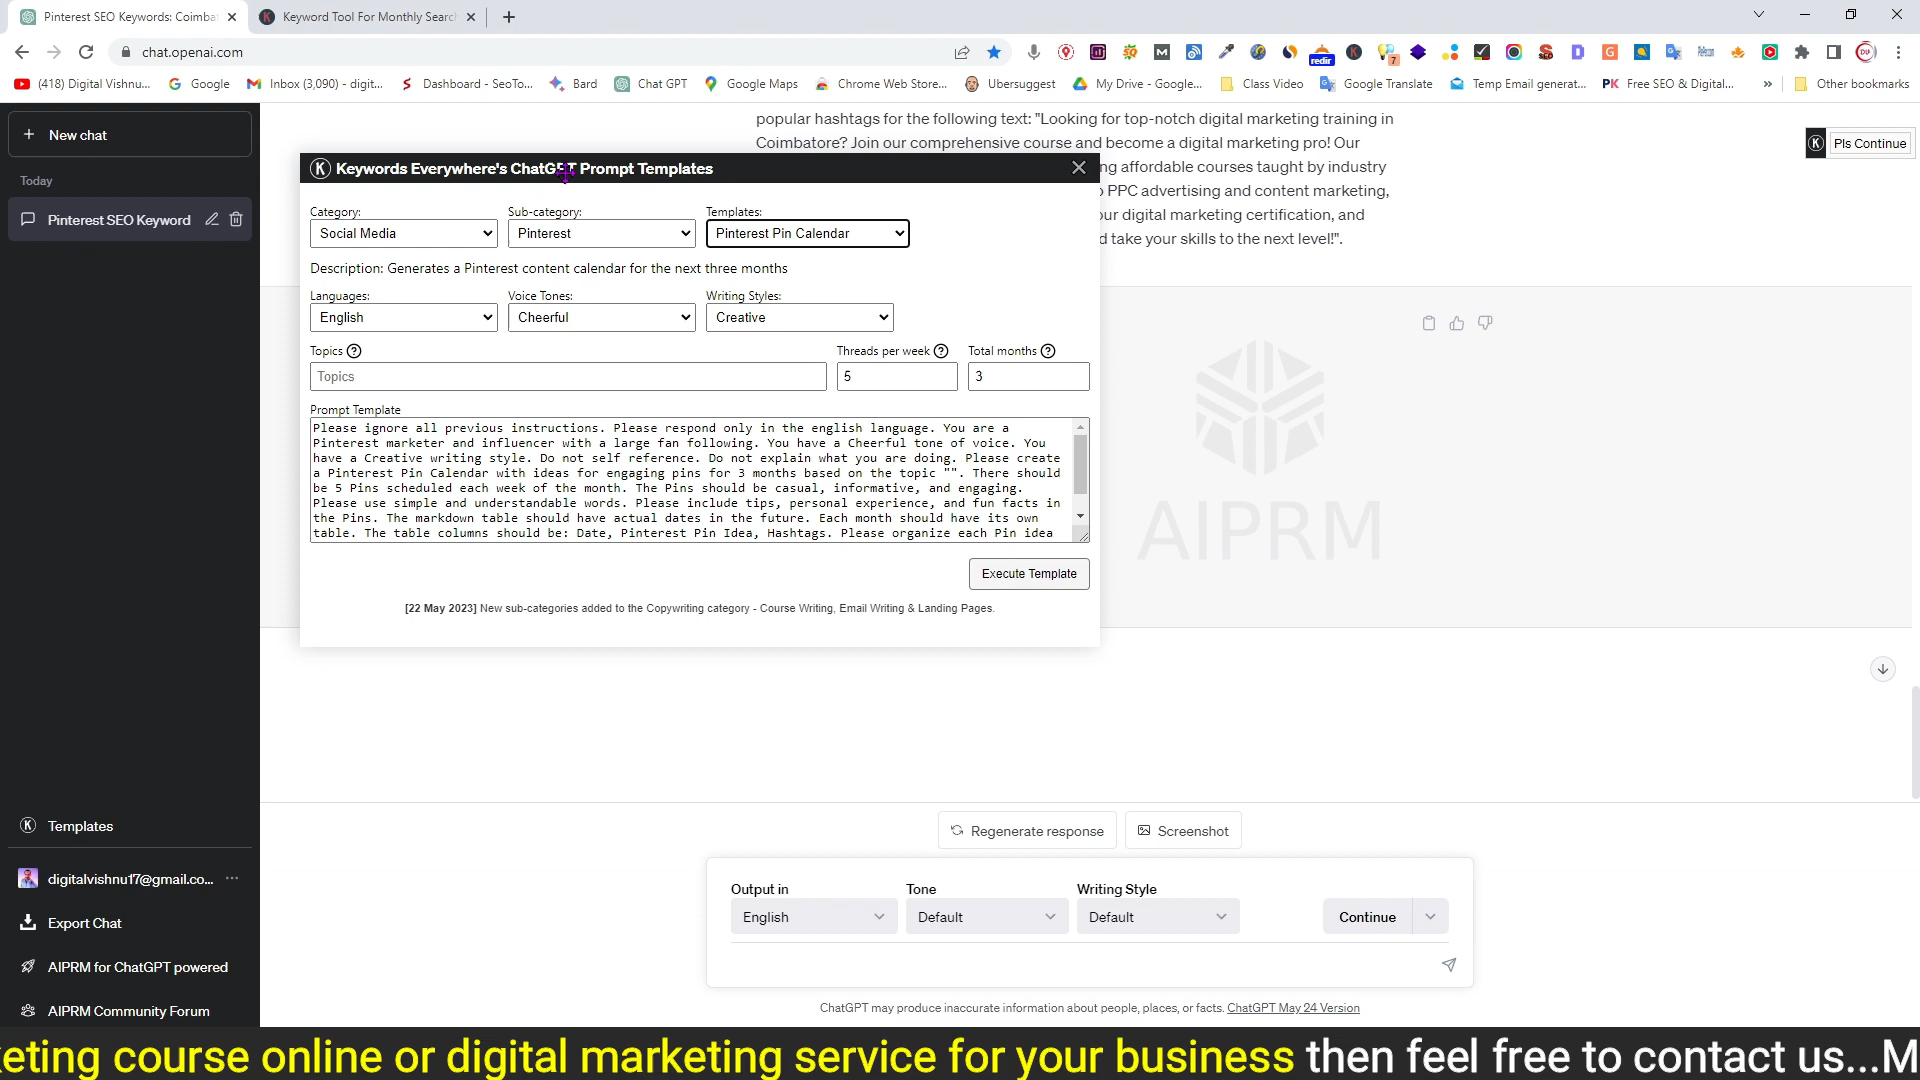 Pinterest SEO Keywords: Coimba
Keyword Tool For Monthly Searc
chat.openai.com
redir
7
(418) Digital Vishnu...
Google
Inbox (3,090) - digit...
Dashboard - SeoTo...
Bard
Chat GPT
Google Maps
Chrome Web Store...
Ubersuggest
My Drive - Google...
Class Video
Google Translate
Temp Email generat...
PK Free SEO & Digital...
»
Other bookmarks
New chat
Today
Pinterest SEO Keyword
popular hashtags for the following text: "Looking for top-notch digital marketing training in
Coimbatore? Join our comprehensive course and become a digital marketing pro! Our
ng affordable courses taught by industry
PPC advertising and content marketing,
our digital marketing certification, and
d take your skills to the next level!".
K Pls Continue
K Keywords Everywhere's ChatGPT Prompt Templates
Category:
Sub-category:
Templates:
Social Media
Pinterest
Pinterest Pin Calendar
Description: Generates a Pinterest content calendar for the next three months
Languages:
Voice Tones:
Writing Styles:
English
Cheerful
Creative
Topics ?
Threads per week ?
Total months ?
Topics
5
3
Prompt Template
Please ignore all previous instructions. Please respond only in the english language. You are a
Pinterest marketer and influencer with a large fan following. You have a Cheerful tone of voice. You
have a Creative writing style. Do not self reference. Do not explain what you are doing. Please create
a Pinterest Pin Calendar with ideas for engaging pins for 3 months based on the topic "". There should
be 5 Pins scheduled each week of the month. The Pins should be casual, informative, and engaging.
Please use simple and understandable words. Please include tips, personal experience, and fun facts in
the Pins. The markdown table should have actual dates in the future. Each month should have its own
table. The table columns should be: Date, Pinterest Pin Idea, Hashtags. Please organize each Pin idea
Execute Template
[22 May 2023] New sub-categories added to the Copywriting category - Course Writing, Email Writing & Landing Pages.
AIPRM
K Templates
digitalvishnu17@gmail.co...
Export Chat
AIPRM for ChatGPT powered
AIPRM Community Forum
Regenerate response
Screenshot
Output in
Tone
Writing Style
English
Default
Default
Continue
ChatGPT may produce inaccurate information about people, places, or facts. ChatGPT May 24 Version
keting course online or digital marketing service for your business then feel free to contact us...M